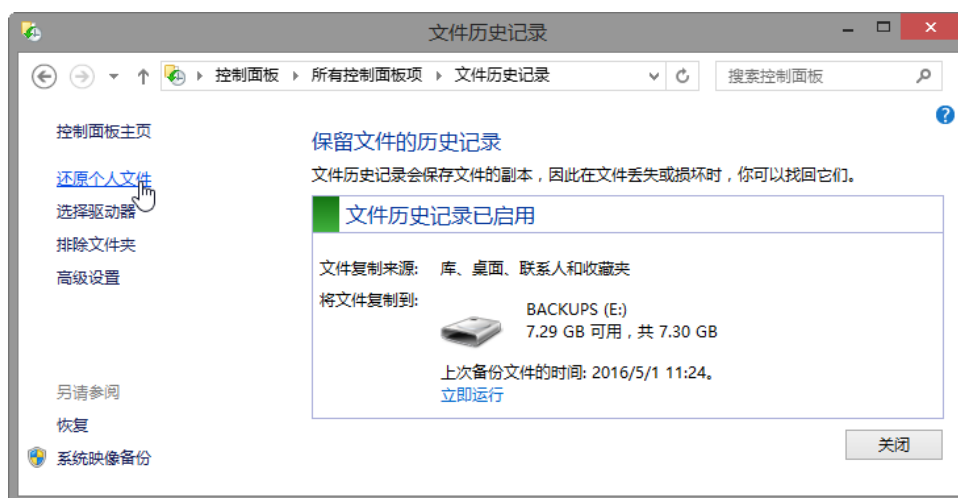 文件历史记录
控制面板 所有控制面板项 文件历史记录 搜索控制面板
控制面板主页
还原个人文件
选择驱动器
排除文件夹
高级设置
另请参阅
恢复
系统映像备份
保留文件的历史记录
文件历史记录会保存文件的副本，因此在文件丢失或损坏时，你可以找回它们。
文件历史记录已启用
文件复制来源: 库、桌面、联系人和收藏夹
将文件复制到:
BACKUPS (E:)
7.29 GB 可用，共 7.30 GB
上次备份文件的时间: 2016/5/1 11:24。
立即运行
关闭